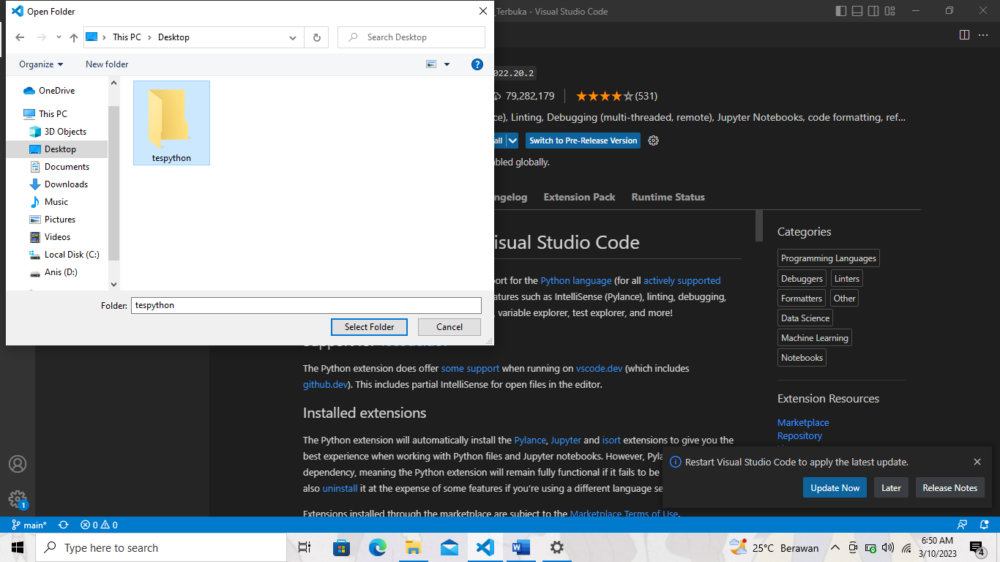 Open Folder
_Terbuka - Visual Studio Code
This PC
Desktop
Search Desktop
Organize
New folder
?
OneDrive
This PC
3D Objects
Desktop
Documents
Downloads
Music
Pictures
Videos
Local Disk (C:)
Anis (D:)
tespython
Folder:
tespython
Select Folder
Cancel
022.20.2
79,282,179
(531)
ce), Linting, Debugging (multi-threaded, remote), Jupyter Notebooks, code formatting, ref...
all
Switch to Pre-Release Version
abled globally.
ngelog
Extension Pack
Runtime Status
isual Studio Code
port for the Python language (for all actively supported
atures such as IntelliSense (Pylance), linting, debugging,
, variable explorer, test explorer, and more!
The Python extension does offer some support when running on vscode.dev (which includes
github.dev). This includes partial IntelliSense for open files in the editor.
Installed extensions
The Python extension will automatically install the Pylance, Jupyter and isort extensions to give you the
best experience when working with Python files and Jupyter notebooks. However, Pyla
dependency, meaning the Python extension will remain fully functional if it fails to be
also uninstall it at the expense of some features if you're using a different language se
Extensions installed through the marketplace are subject to the Marketplace Terms of Use.
Categories
Programming Languages
Debuggers
Linters
Formatters
Other
Data Science
Machine Learning
Notebooks
Extension Resources
Marketplace
Repository
Restart Visual Studio Code to apply the latest update.
Update Now
Later
Release Notes
1
main*
0
0
Type here to search
25°C Berawan
6:50 AM
3/10/2023
4